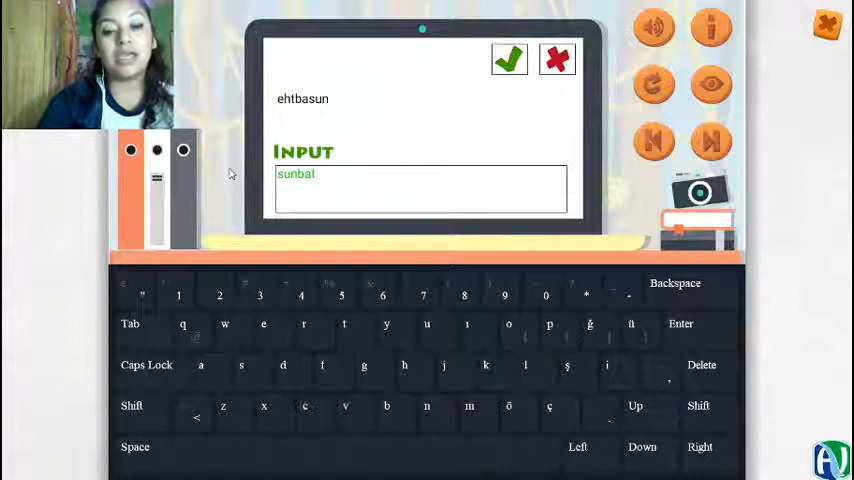 ehtbasun
INPUT
sunbat
" 1 2 3 4 5 6 7 8 9 0 * - Backspace
Tab q w e r t y u ı o p ğ ü Enter
Caps Lock a s d f g h j k l ş i , Delete
Shift < z x c v b n m ö ç . Up Shift
Space Left Down Right